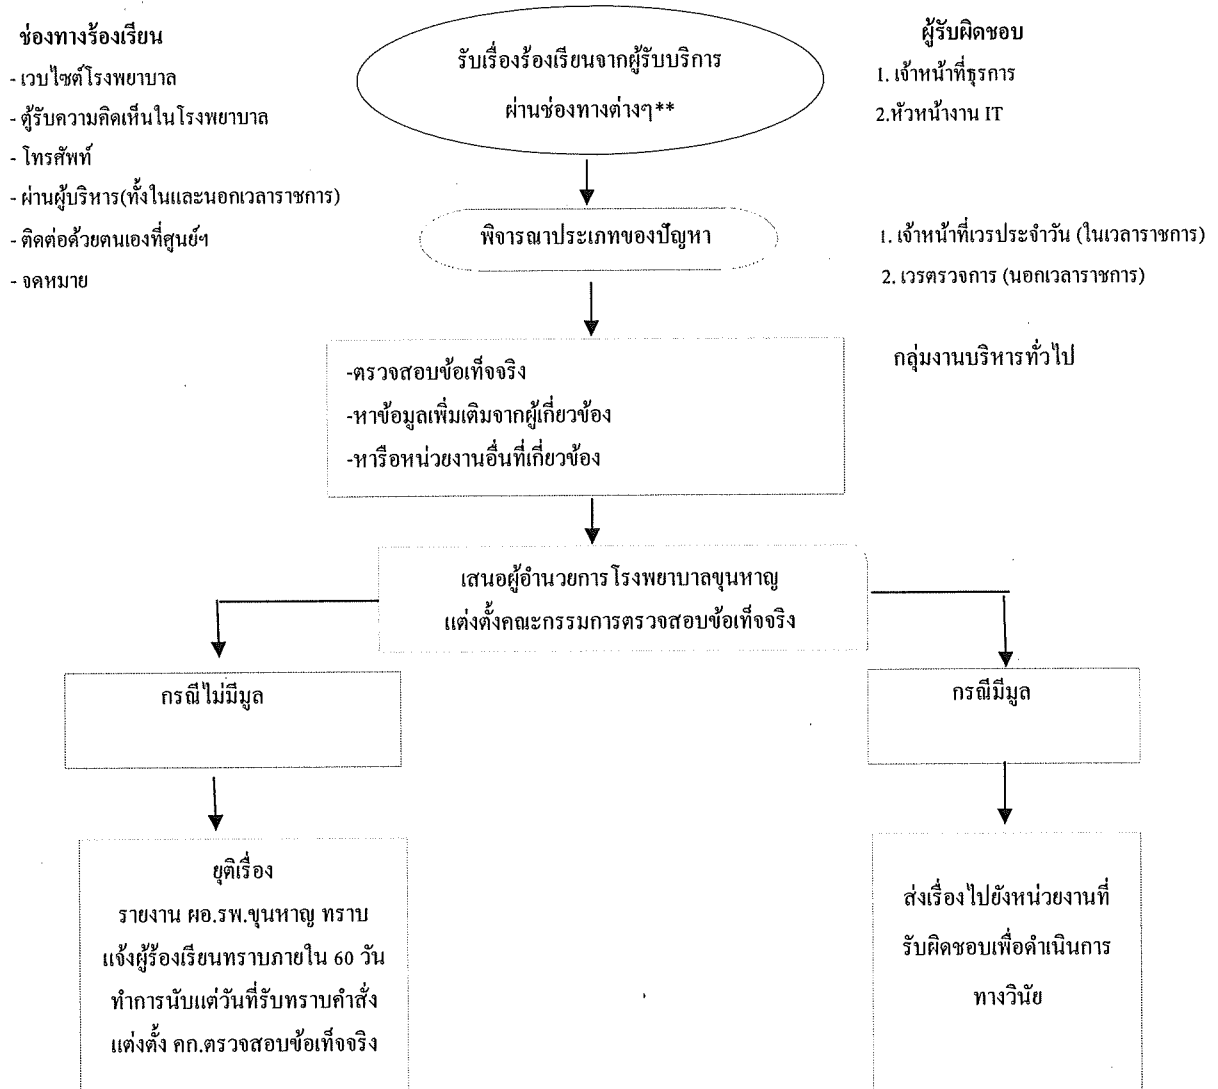 ช่องทางร้องเรียน
- เวบไซต์โรงพยาบาล
- ตู้รับความคิดเห็นในโรงพยาบาล
- โทรศัพท์
- ผ่านผู้บริหาร(ทั้งในและนอกเวลาราชการ)
- ติดต่อด้วยตนเองที่ศูนย์ฯ
- จดหมาย
รับเรื่องร้องเรียนจากผู้รับบริการ
ผ่านช่องทางต่างๆ**
ผู้รับผิดชอบ
1. เจ้าหน้าที่ธุรการ
2.หัวหน้างาน IT
พิจารณาประเภทของปัญหา
1. เจ้าหน้าที่เวรประจำวัน (ในเวลาราชการ)
2. เวรตรวจการ (นอกเวลาราชการ)
-ตรวจสอบข้อเท็จจริง
-หาข้อมูลเพิ่มเติมจากผู้เกี่ยวข้อง
-หารือหน่วยงานอื่นที่เกี่ยวข้อง
กลุ่มงานบริหารทั่วไป
เสนอผู้อำนวยการโรงพยาบาลขุนหาญ
แต่งตั้งคณะกรรมการตรวจสอบข้อเท็จจริง
กรณีไม่มีมูล
กรณีมีมูล
ยุติเรื่อง
รายงาน ผอ.รพ.ขุนหาญ ทราบ
แจ้งผู้ร้องเรียนทราบภายใน 60 วัน
ทำการนับแต่วันที่รับทราบคำสั่ง
แต่งตั้ง คก.ตรวจสอบข้อเท็จจริง
ส่งเรื่องไปยังหน่วยงานที่
รับผิดชอบเพื่อดำเนินการ
ทางวินัย